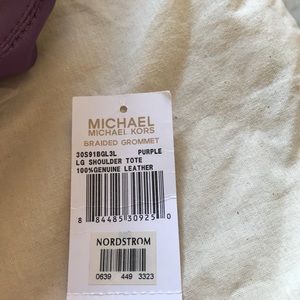 MICHAEL
MICHAEL KORS
BRAIDED GROMMET
30S91BGL3L PURPLE
LG SHOULDER TOTE
100%GENUINE LEATHER
8 84485 30925 0
NORDSTROM
0639 449 3323